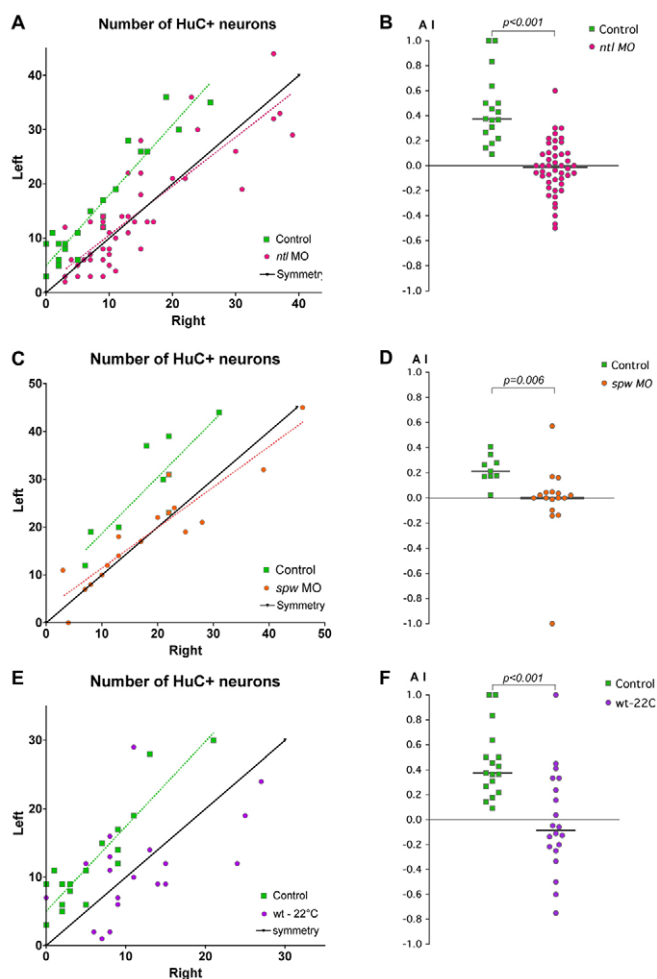 A
Number of HuC+ neurons
Left
40
30
20
10
0
0 10 20 30 40
Right
Control
ntl MO
Symmetry
B
A I
p<0.001
Control
ntl MO
1.0
0.8
0.6
0.4
0.2
0.0
-0.2
-0.4
-0.6
-0.8
-1.0
C
Number of HuC+ neurons
Left
50
40
30
20
10
0
0 10 20 30 40 50
Right
Control
spw MO
Symmetry
D
A I
p=0.006
Control
spw MO
1.0
0.8
0.6
0.4
0.2
0.0
-0.2
-0.4
-0.6
-0.8
-1.0
E
Number of HuC+ neurons
Left
30
20
10
0
0 10 20 30
Right
Control
wt - 22°C
symmetry
F
A I
p<0.001
Control
wt-22C
1.0
0.8
0.6
0.4
0.2
0.0
-0.2
-0.4
-0.6
-0.8
-1.0